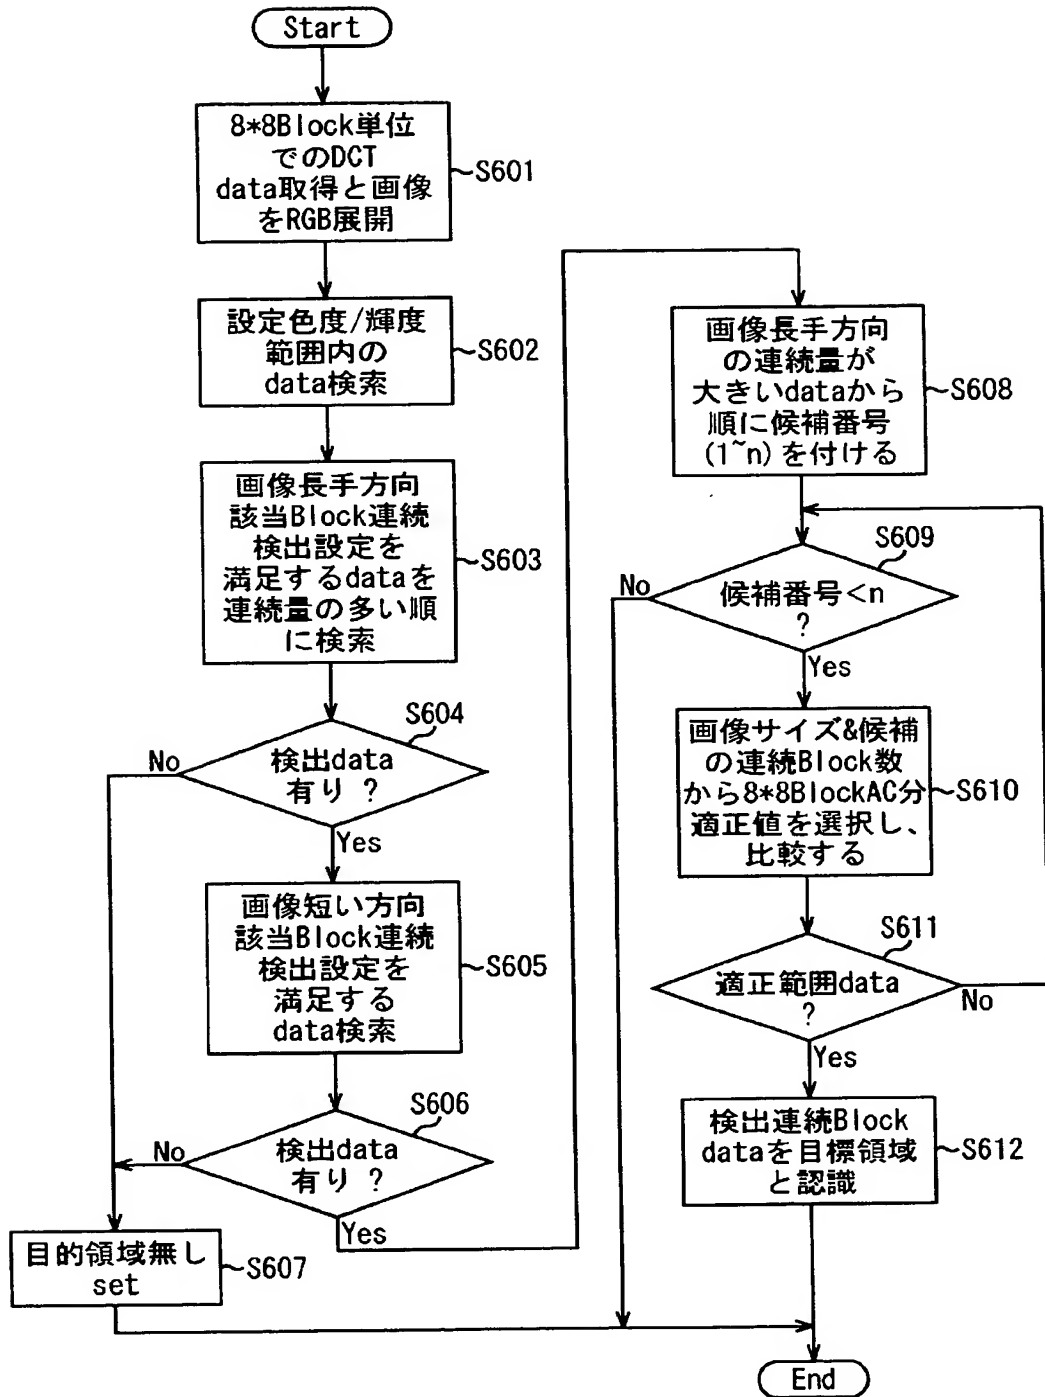 Start
8*8Block単位
でのDCT
data取得と画像
をRGB展開
S601
設定色度/輝度
範囲内の
data検索
S602
画像長手方向
該当Block連続
検出設定を
満足するdataを
連続量の多い順
に検索
S603
S604
検出data
有り ?
No
Yes
画像短い方向
該当Block連続
検出設定を
満足する
data検索
S605
S606
検出data
有り ?
No
Yes
目的領域無し
set
S607
画像長手方向
の連続量が
大きいdataから
順に候補番号
(1~n)を付ける
S608
S609
候補番号<n
?
No
Yes
画像サイズ&候補
の連続Block数
から8*8BlockAC分
適正値を選択し、
比較する
S610
S611
適正範囲data
?
No
Yes
検出連続Block
dataを目標領域
と認識
S612
End